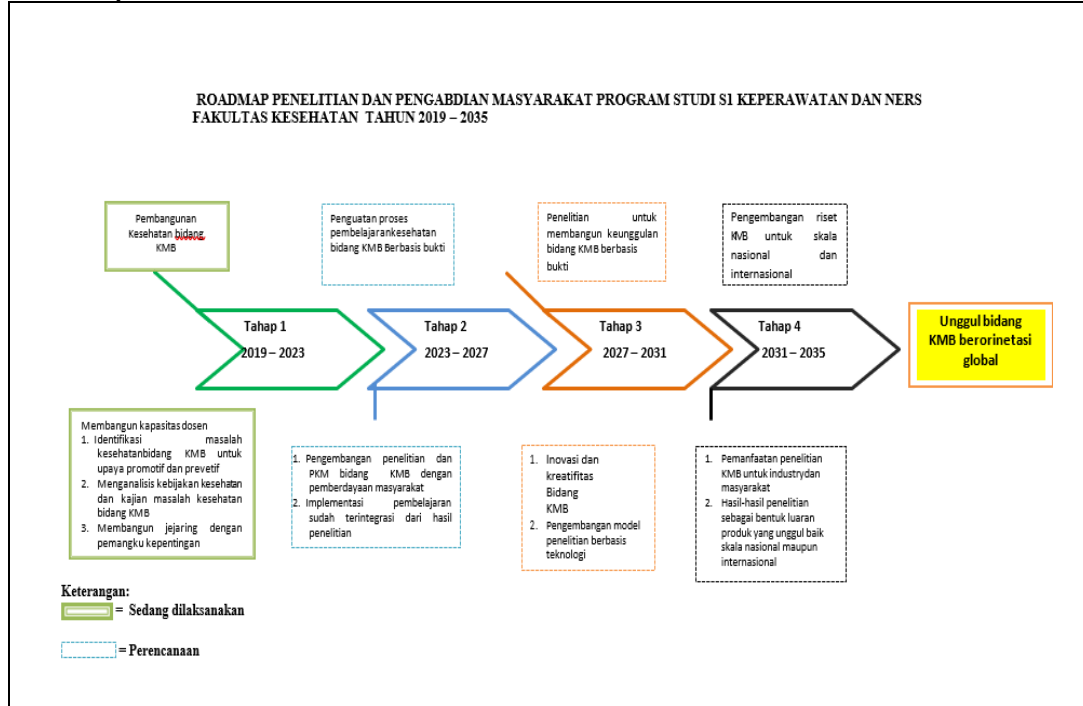 ROADMAP PENELITIAN DAN PENGABDIAN MASYARAKAT PROGRAM STUDI S1 KEPERAWATAN DAN NERS
FAKULTAS KESEHATAN TAHUN 2019 – 2035
Pembangunan
Kesehatan bidang
KMB
Penguatan proses
pembelajarankesehatan
bidang KMB Berbasis bukti
Penelitian untuk
membangun keunggulan
bidang KMB berbasis
bukti
Pengembangan riset
KMB untuk skala
nasional dan
internasional
Tahap 1
2019 – 2023
Tahap 2
2023 – 2027
Tahap 3
2027 – 2031
Tahap 4
2031 – 2035
Unggul bidang
KMB berorinetasi
global
Membangun kapasitas dosen
1. Identifikasi masalah
kesehatanbidang KMB untuk
upaya promotif dan prevetif
2. Menganalisis kebijakan kesehatan
dan kajian masalah kesehatan
bidang KMB
3. Membangun jejaring dengan
pemangku kepentingan
1. Pengembangan penelitian dan
PKM bidang KMB dengan
pemberdayaan masyarakat
2. Implementasi pembelajaran
sudah terintegrasi dari hasil
penelitian
1. Inovasi dan
kreatifitas
Bidang
KMB
2. Pengembangan model
penelitian berbasis
teknologi
1. Pemanfaatan penelitian
KMB untuk industrydan
masyarakat
2. Hasil-hasil penelitian
sebagai bentuk luaran
produk yang unggul baik
skala nasional maupun
internasional
Keterangan:
= Sedang dilaksanakan
= Perencanaan